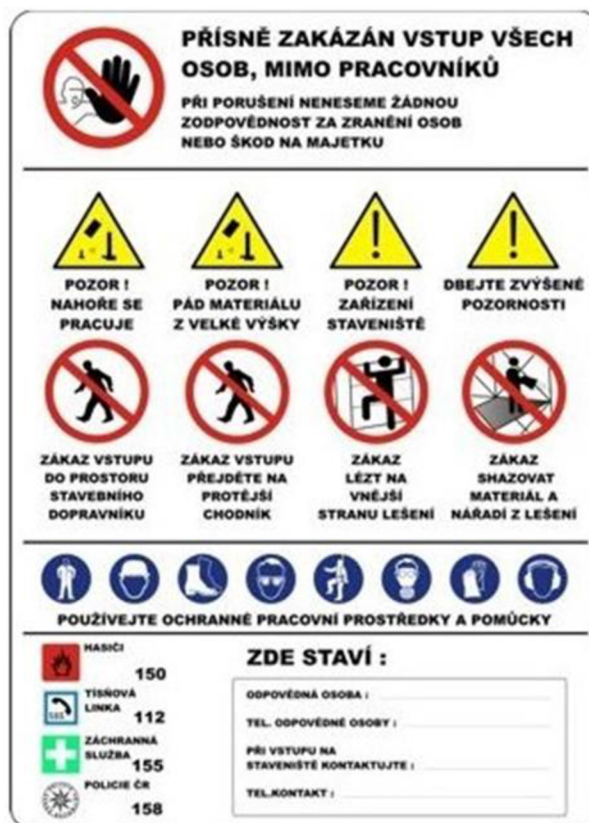 PŘÍSNĚ ZAKÁZÁN VSTUP VŠECH
OSOB, MIMO PRACOVNÍKŮ
PŘI PORUŠENÍ NENESEME ŽÁDNOU
ZODPOVĚDNOST ZA ZRANĚNÍ OSOB
NEBO ŠKOD NA MAJETKU
POZOR !
NAHOŘE SE
PRACUJE
POZOR !
PÁD MATERIÁLU
Z VELKÉ VÝŠKY
POZOR !
ZAŘÍZENÍ
STAVENIŠTĚ
DBEJTE ZVÝŠENÉ
POZORNOSTI
ZÁKAZ VSTUPU
DO PROSTORU
STAVEBNÍHO
DOPRAVNÍKU
ZÁKAZ VSTUPU
PŘEJDĚTE NA
PROTĚJŠÍ
CHODNÍK
ZÁKAZ
LÉZT NA
VNĚJŠÍ
STRANU LEŠENÍ
ZÁKAZ
SHAZOVAT
MATERIÁL A
NÁŘADÍ Z LEŠENÍ
POUŽÍVEJTE OCHRANNÉ PRACOVNÍ PROSTŘEDKY A POMŮCKY
HASIČI
150
TÍSŇOVÁ
LINKA 112
ZÁCHRANNÁ
SLUŽBA 155
POLICIE ČR
158
ZDE STAVÍ :
ODPOVĚDNÁ OSOBA :
TEL. ODPOVĚDNÉ OSOBY :
PŘI VSTUPU NA
STAVENIŠTĚ KONTAKTUJTE :
TEL.KONTAKT :